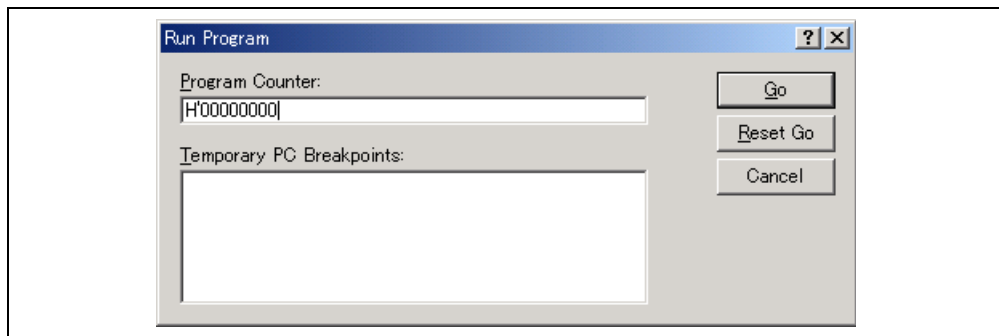 Run Program
Program Counter:
H'00000000
Go
Reset Go
Temporary PC Breakpoints:
Cancel